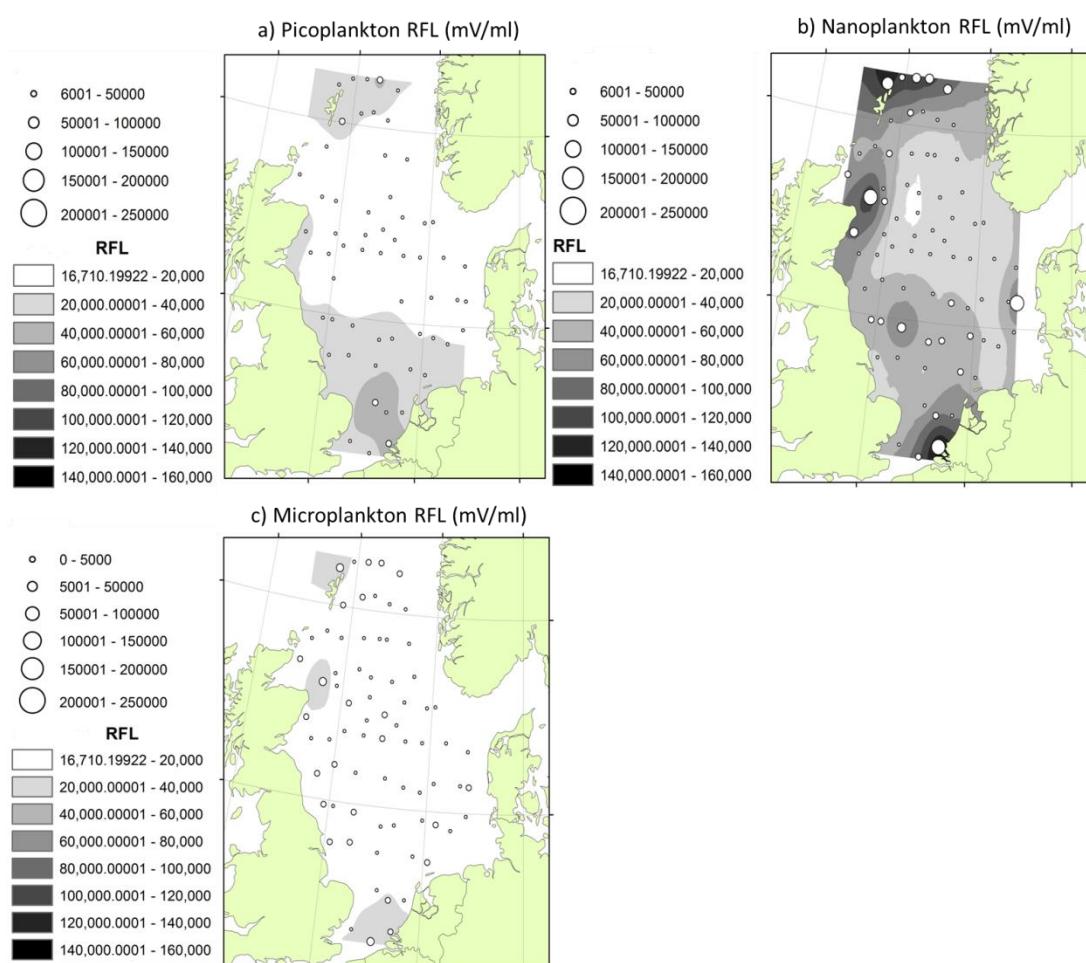 a) Picoplankton RFL (mV/ml)
6001 - 50000
50001 - 100000
100001 - 150000
150001 - 200000
200001 - 250000
RFL
16,710.19922 - 20,000
20,000.00001 - 40,000
40,000.00001 - 60,000
60,000.00001 - 80,000
80,000.00001 - 100,000
100,000.0001 - 120,000
120,000.0001 - 140,000
140,000.0001 - 160,000
b) Nanoplankton RFL (mV/ml)
6001 - 50000
50001 - 100000
100001 - 150000
150001 - 200000
200001 - 250000
RFL
16,710.19922 - 20,000
20,000.00001 - 40,000
40,000.00001 - 60,000
60,000.00001 - 80,000
80,000.00001 - 100,000
100,000.0001 - 120,000
120,000.0001 - 140,000
140,000.0001 - 160,000
c) Microplankton RFL (mV/ml)
0 - 5000
5001 - 50000
50001 - 100000
100001 - 150000
150001 - 200000
200001 - 250000
RFL
16,710.19922 - 20,000
20,000.00001 - 40,000
40,000.00001 - 60,000
60,000.00001 - 80,000
80,000.00001 - 100,000
100,000.0001 - 120,000
120,000.0001 - 140,000
140,000.0001 - 160,000